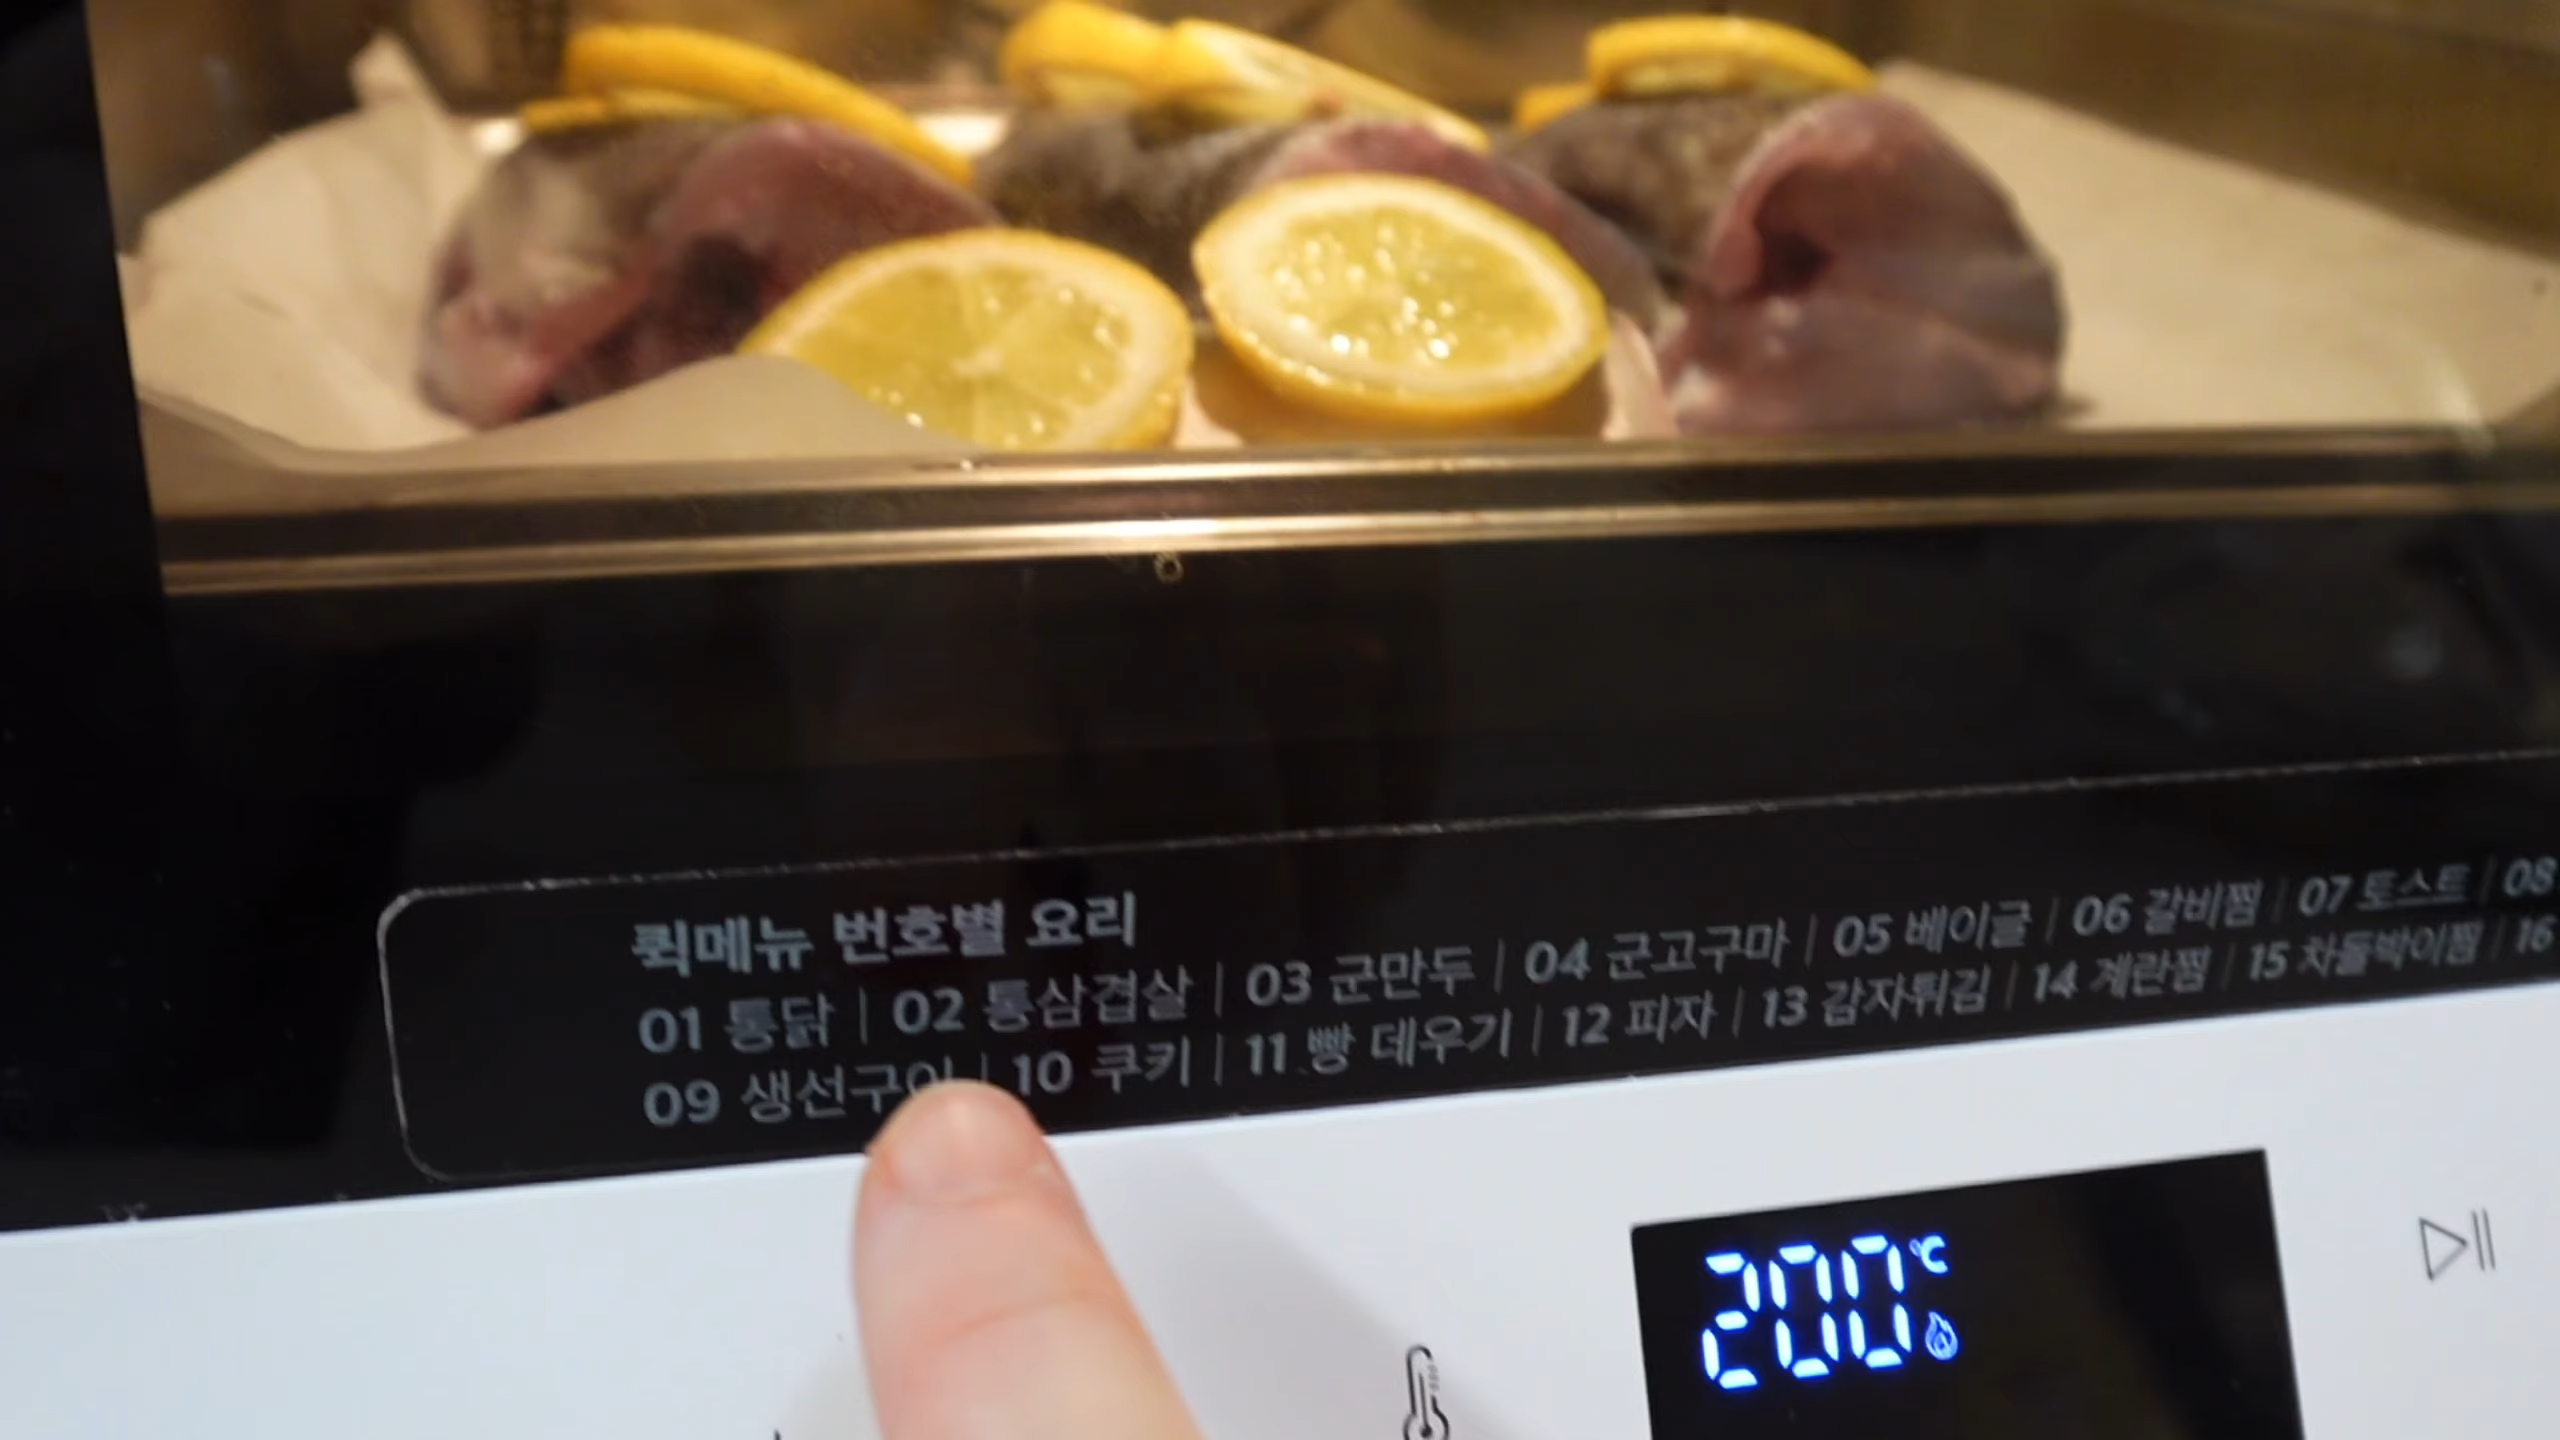 퀵메뉴 번호별 요리
01 통닭 | 02 통삼겹살 | 03 군만두 | 04 군고구마 | 05 베이글 | 06 갈비찜 | 07 토스트 | 08
09 생선구이 | 10 쿠키 | 11 빵 데우기 | 12 피자 | 13 감자튀김 | 14 계란찜 | 15 차돌박이찜 | 16
200°C